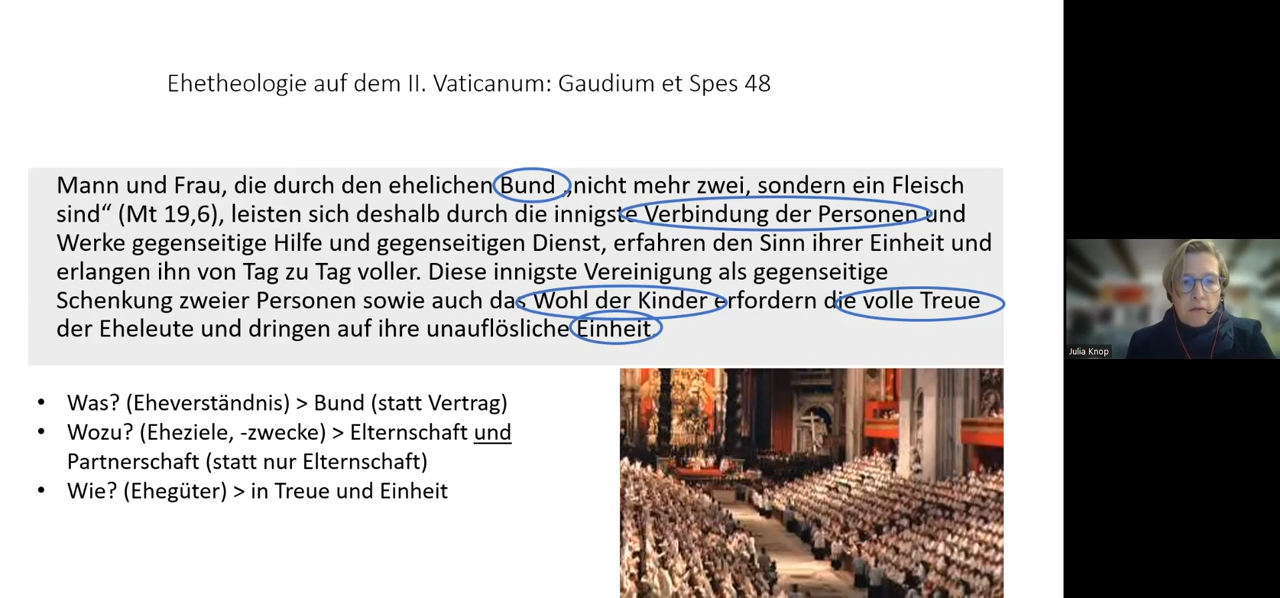 Ehetheologie auf dem II. Vaticanum: Gaudium et Spes 48
Mann und Frau, die durch den ehelichen Bund „nicht mehr zwei, sondern ein Fleisch
sind“ (Mt 19,6), leisten sich deshalb durch die innigste Verbindung der Personen und
Werke gegenseitige Hilfe und gegenseitigen Dienst, erfahren den Sinn ihrer Einheit und
erlangen ihn von Tag zu Tag voller. Diese innigste Vereinigung als gegenseitige
Schenkung zweier Personen sowie auch das Wohl der Kinder erfordern die volle Treue
der Eheleute und dringen auf ihre unauflösliche Einheit.
• Was? (Eheverständnis) > Bund (statt Vertrag)
• Wozu? (Eheziele, -zwecke) > Elternschaft und
Partnerschaft (statt nur Elternschaft)
• Wie? (Ehegüter) > in Treue und Einheit
Julia Knop